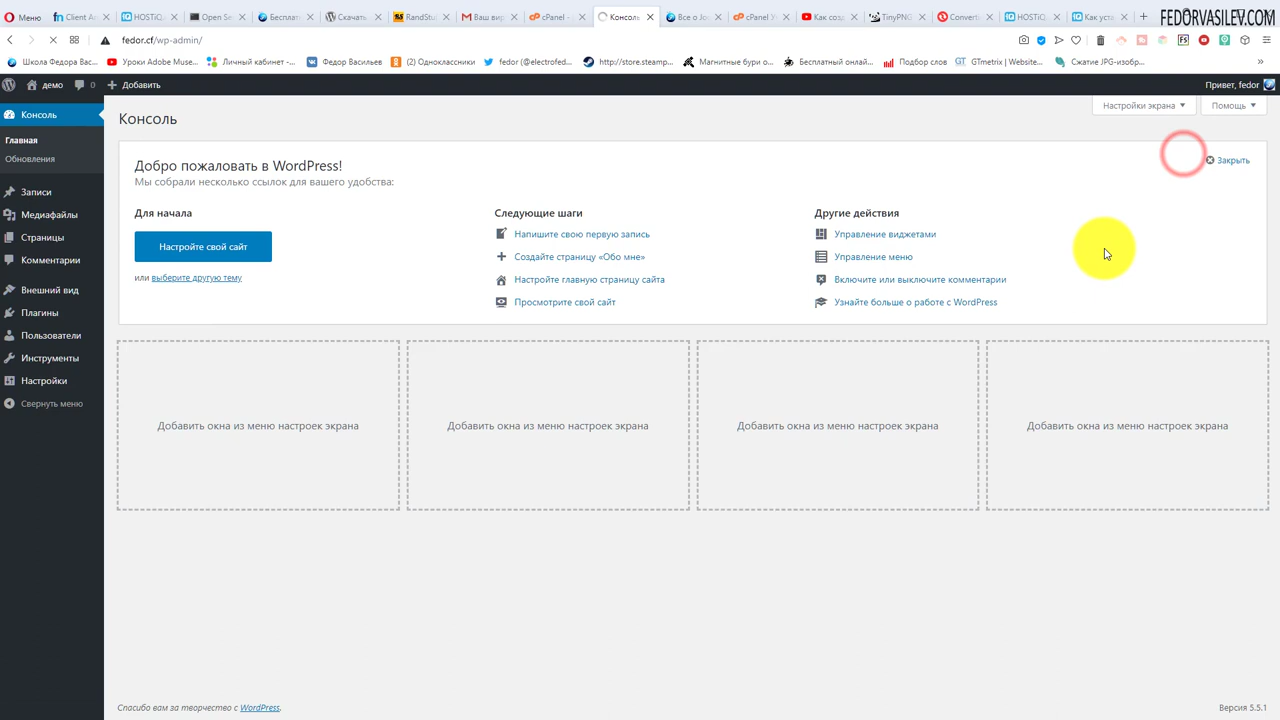 Меню
Client Ac
HOSTiQ.
Open Se
Бесплат
Скачать
RandStu
Ваш вир
cPanel -
Консоль
Все о Joo
cPanel У
Как созд
TinyPNG
Convertio
HOSTiQ.
Как уста
FEDORVASILEV.COM
fedor.cf/wp-admin/
Школа Федора Вас...
Уроки Adobe Muse...
Личный кабинет -...
Федор Васильев
(2) Одноклассники
fedor (@electrofed...
http://store.steamp...
Магнитные бури о...
Бесплатный онлай...
Подбор слов
GTmetrix | Website...
Сжатие JPG-изобр...
»
демо
0
Добавить
Привет, fedor
Консоль
Главная
Обновления
Записи
Медиафайлы
Страницы
Комментарии
Внешний вид
Плагины
Пользователи
Инструменты
Настройки
Свернуть меню
Настройки экрана
Помощь
Консоль
Закрыть
Добро пожаловать в WordPress!
Мы собрали несколько ссылок для вашего удобства:
Для начала
Настройте свой сайт
или выберите другую тему
Следующие шаги
Напишите свою первую запись
Создайте страницу «Обо мне»
Настройте главную страницу сайта
Просмотрите свой сайт
Другие действия
Управление виджетами
Управление меню
Включите или выключите комментарии
Узнайте больше о работе с WordPress
Добавить окна из меню настроек экрана
Добавить окна из меню настроек экрана
Добавить окна из меню настроек экрана
Добавить окна из меню настроек экрана
Спасибо вам за творчество с WordPress.
Версия 5.5.1